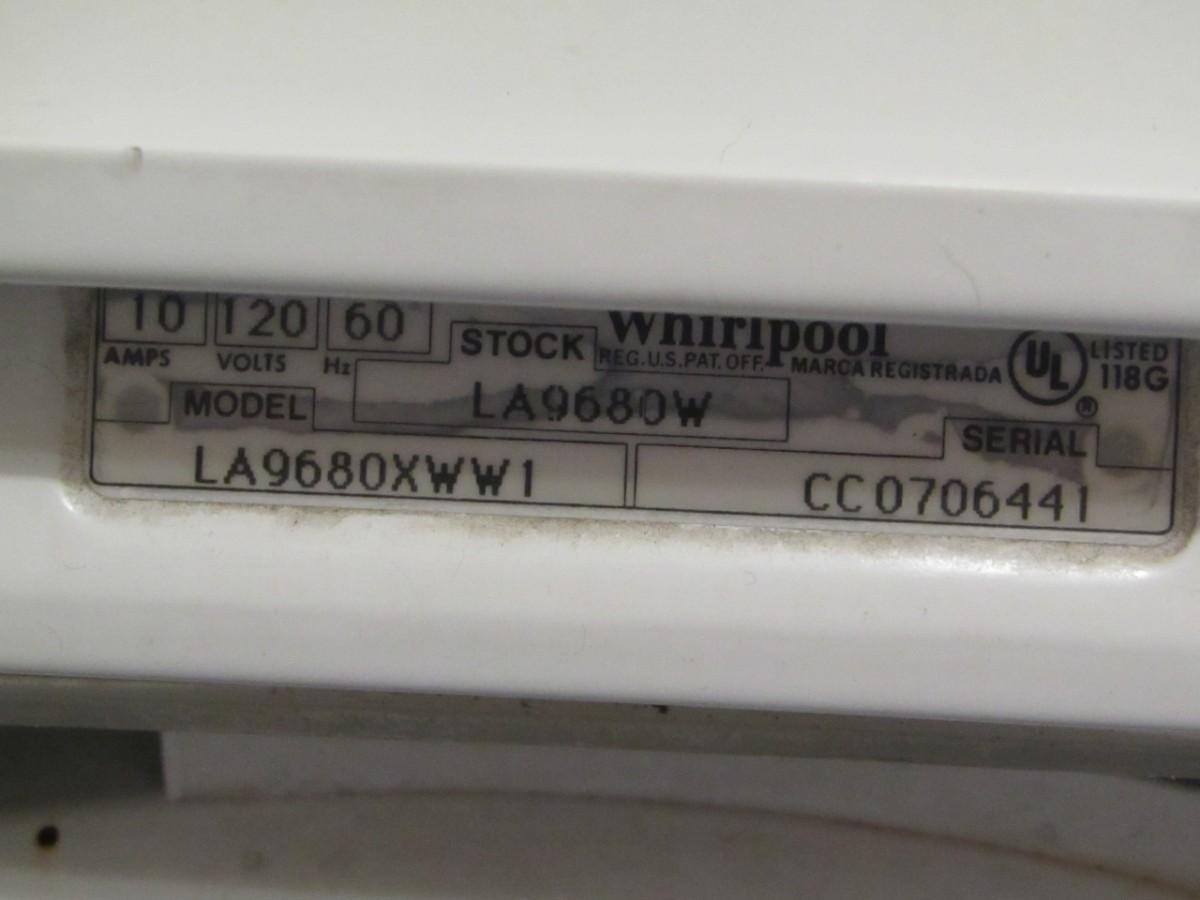 10 120 60 Whirlpool
AMPS VOLTS Hz STOCK REG.U.S.PAT.OFF. MARCA REGISTRADA UL LISTED 118G
MODEL LA9680W ®
SERIAL
LA9680XWW1 CC0706441